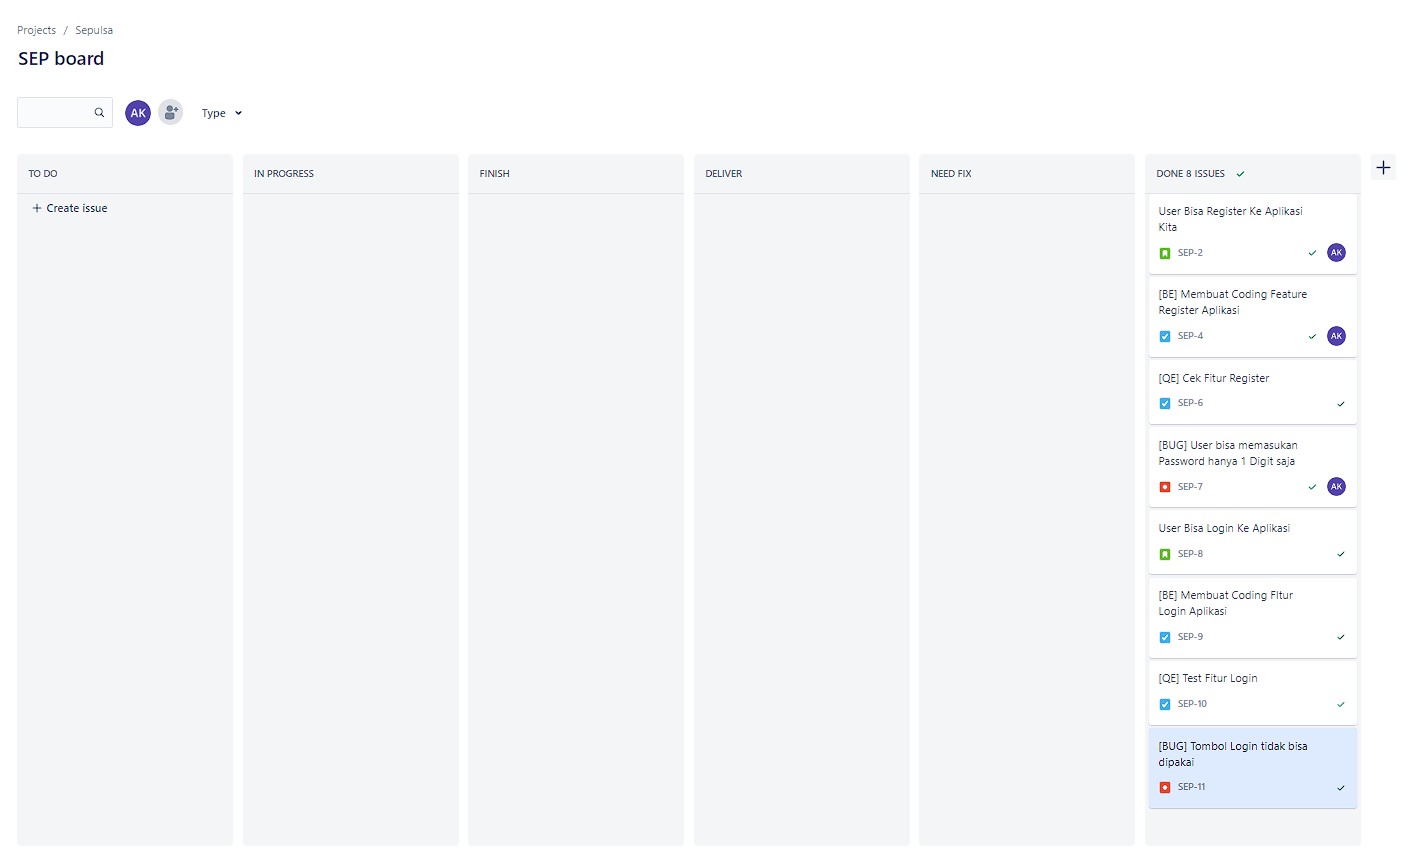 Projects / Sepulsa
SEP board
AK
Type
TO DO
IN PROGRESS
FINISH
DELIVER
NEED FIX
DONE 8 ISSUES
+ Create issue
User Bisa Register Ke Aplikasi
Kita
SEP-2
AK
[BE] Membuat Coding Feature
Register Aplikasi
SEP-4
AK
[QE] Cek Fitur Register
SEP-6
[BUG] User bisa memasukan
Password hanya 1 Digit saja
SEP-7
AK
User Bisa Login Ke Aplikasi
SEP-8
[BE] Membuat Coding FItur
Login Aplikasi
SEP-9
[QE] Test Fitur Login
SEP-10
[BUG] Tombol Login tidak bisa
dipakai
SEP-11